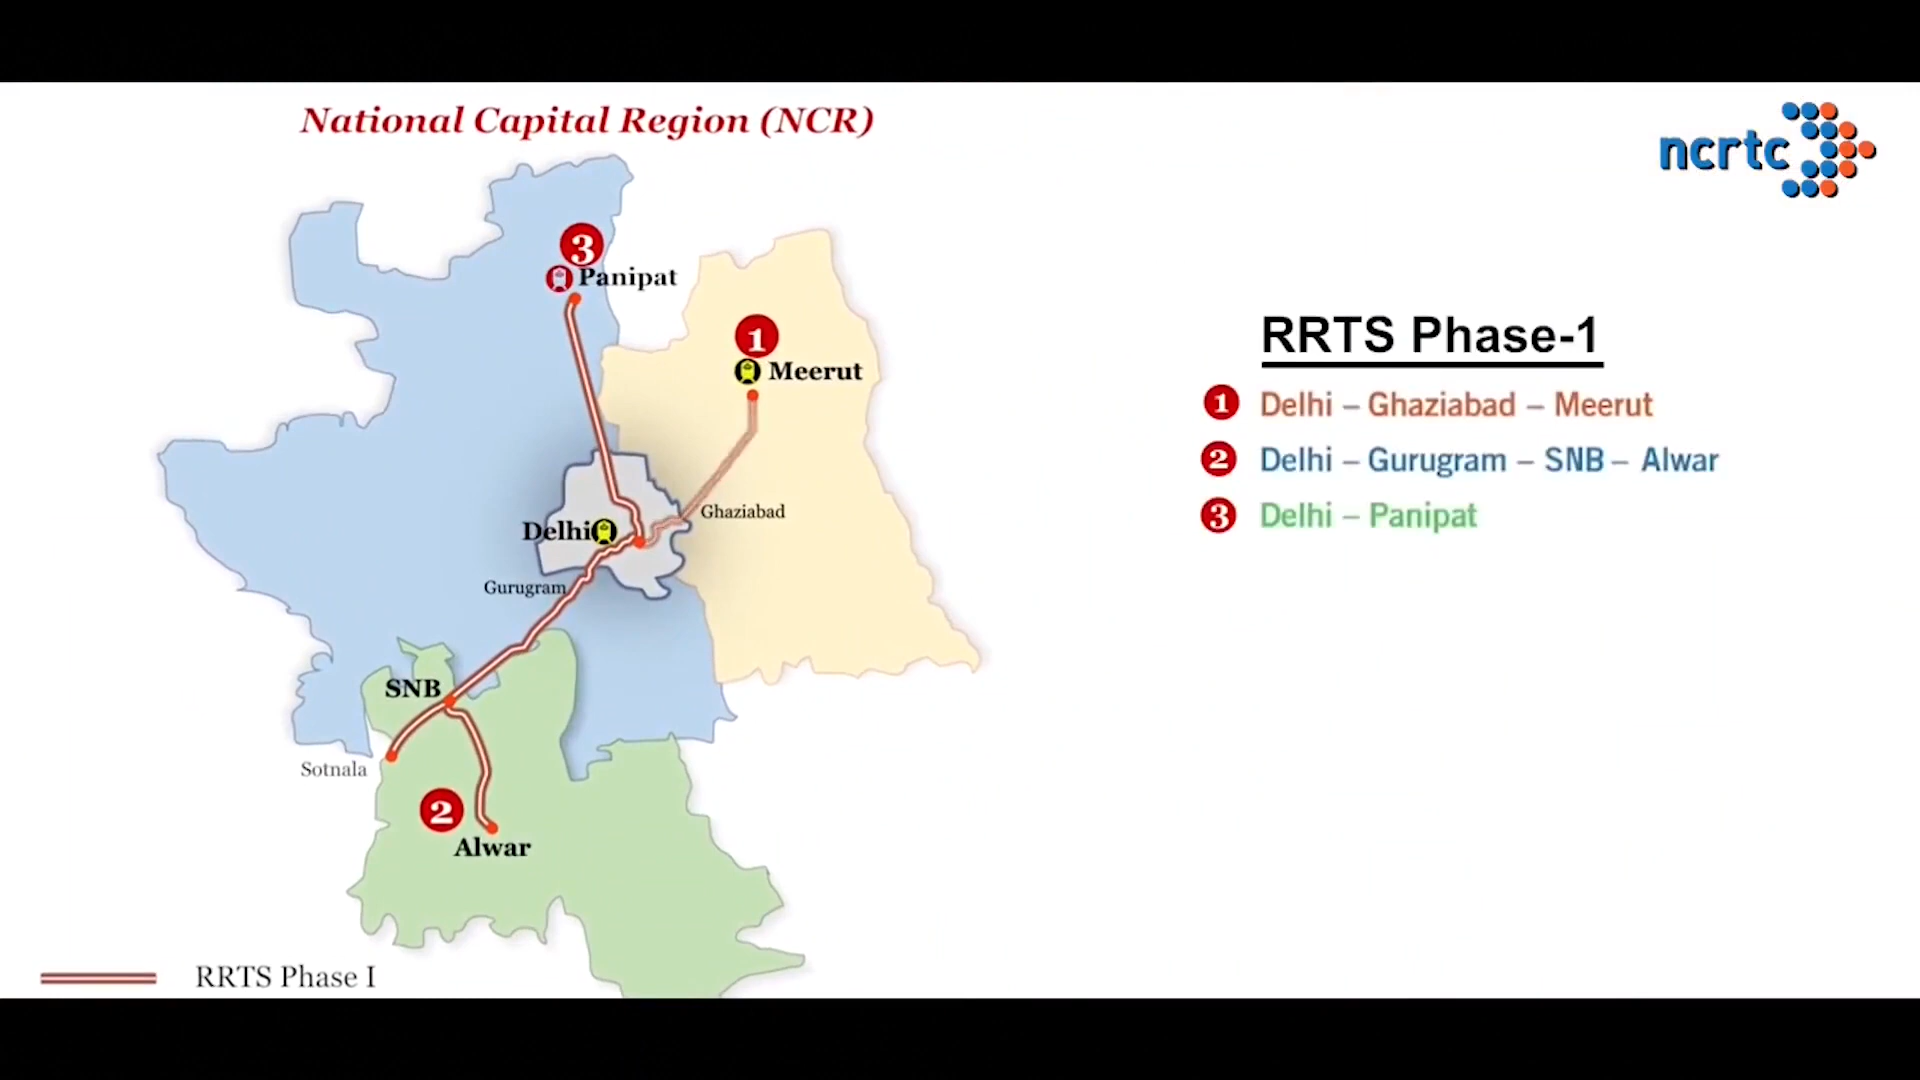 National Capital Region (NCR)
ncrtc
3
Panipat
1
Meerut
Ghaziabad
Delhi
Gurugram
SNB
Sotnala
2
Alwar
RRTS Phase I
RRTS Phase-1
1 Delhi – Ghaziabad – Meerut
2 Delhi – Gurugram – SNB – Alwar
3 Delhi – Panipat